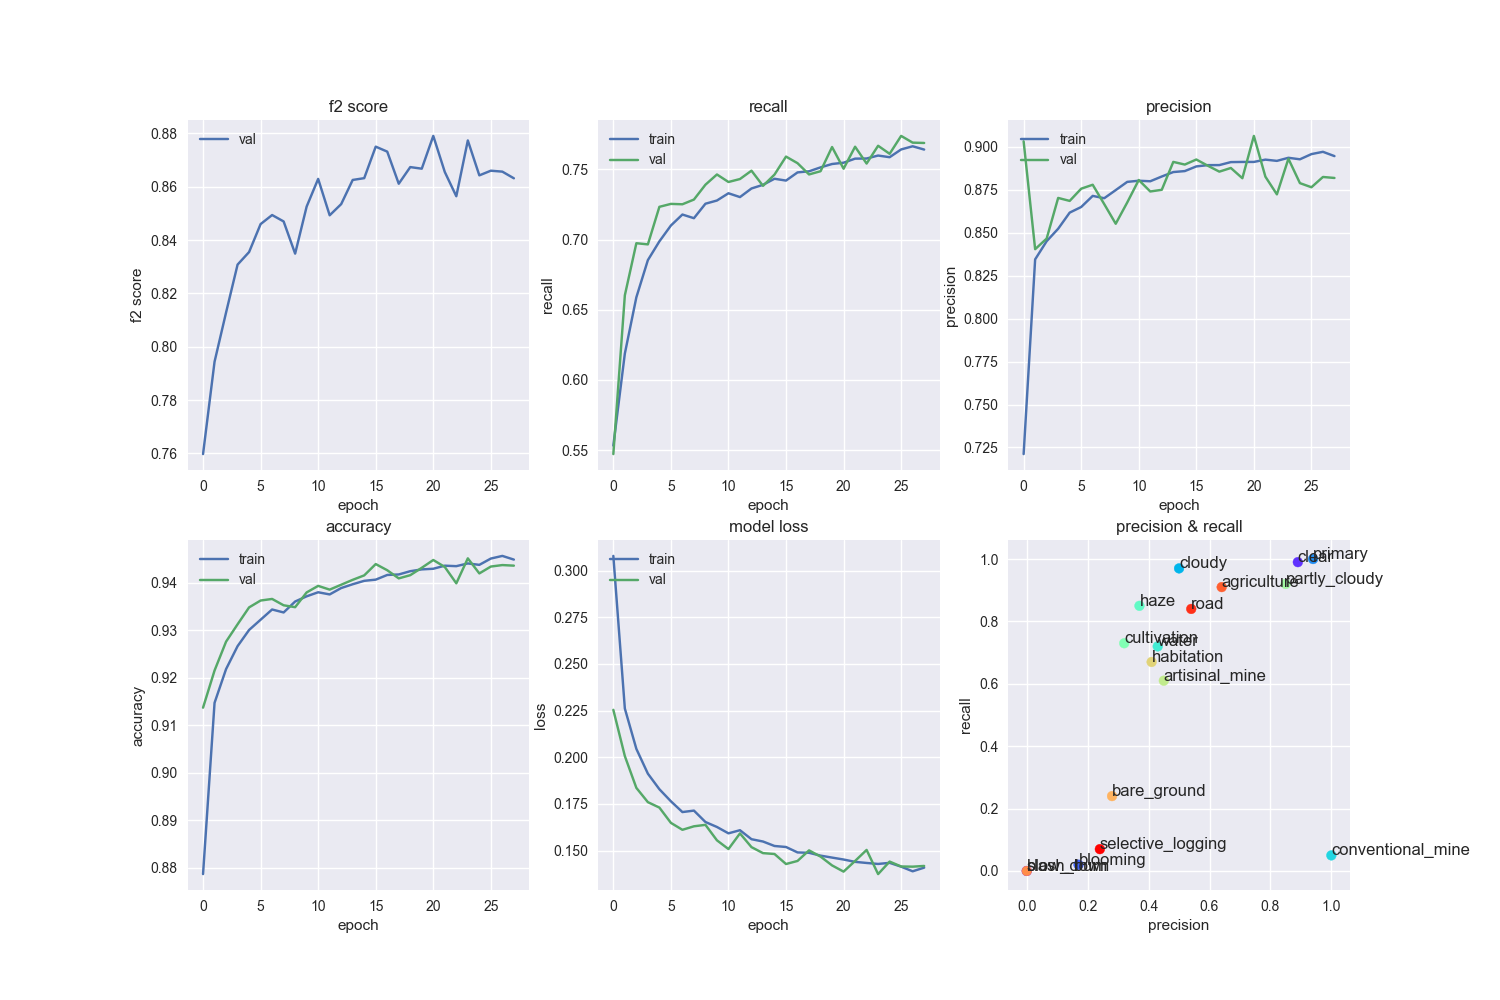 f2 score
val
0.88
0.86
0.84
0.82
0.80
0.78
0.76
f2 score
0 5 10 15 20 25
epoch
recall
train
val
0.75
0.70
0.65
0.60
0.55
recall
0 5 10 15 20 25
epoch
precision
train
val
0.900
0.875
0.850
0.825
0.800
0.775
0.750
0.725
precision
0 5 10 15 20 25
epoch
accuracy
train
val
0.94
0.93
0.92
0.91
0.90
0.89
0.88
accuracy
0 5 10 15 20 25
epoch
model loss
train
val
0.300
0.275
0.250
0.225
0.200
0.175
0.150
loss
0 5 10 15 20 25
epoch
precision & recall
1.0
0.8
0.6
0.4
0.2
0.0
recall
clear
primary
cloudy
partly_cloudy
agriculture
haze
road
cultivation
water
habitation
artisinal_mine
bare_ground
selective_logging
conventional_mine
blooming
0.0 0.2 0.4 0.6 0.8 1.0
precision